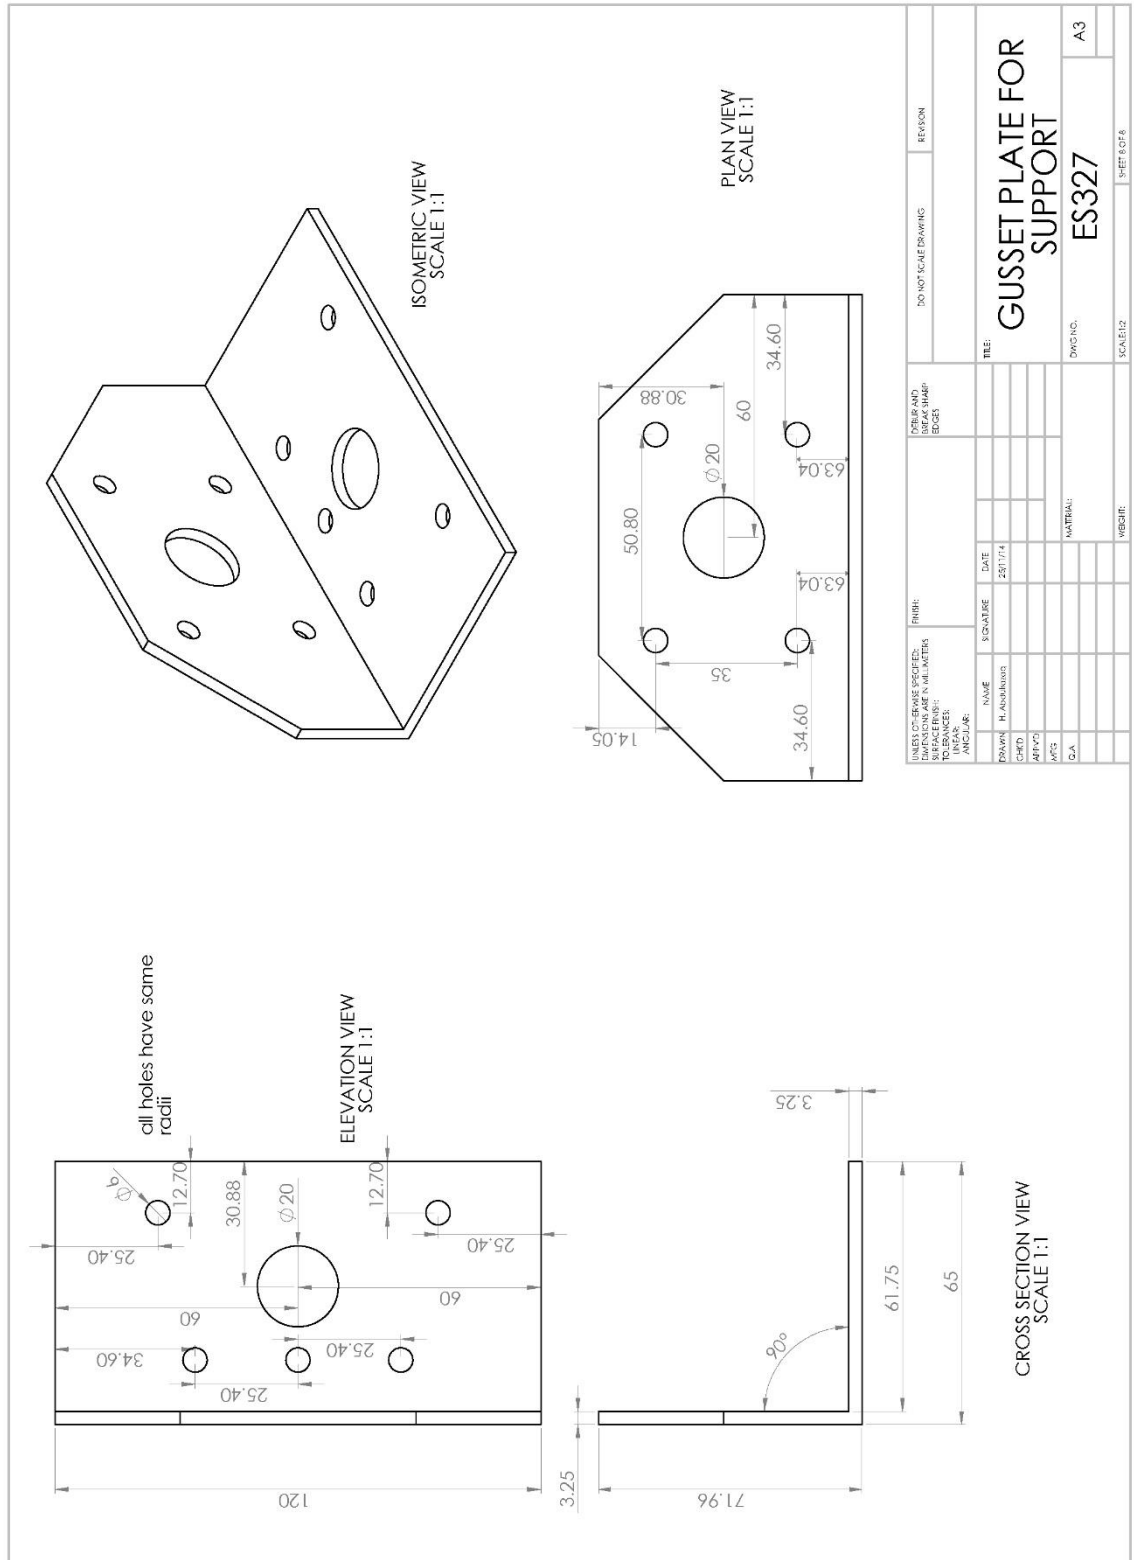 all holes have same
radii
Ø6
12.70
30.88
Ø20
12.70
25.40
25.40
60
60
34.60
25.40
25.40
120
ELEVATION VIEW
SCALE 1:1
ISOMETRIC VIEW
SCALE 1:1
3.25
71.96
90°
3.25
61.75
65
CROSS SECTION VIEW
SCALE 1:1
50.80
30.88
Ø20
60
34.60
63.04
63.04
35
14.05
34.60
PLAN VIEW
SCALE 1:1
UNLESS OTHERWISE SPECIFIED:
DIMENSIONS ARE IN MILLIMETERS
SURFACE FINISH:
TOLERANCES:
LINEAR:
ANGULAR:
FINISH:
DEBUR AND
BREAK SHARP
EDGES
DO NOT SCALE DRAWING
REVISION
NAME
SIGNATURE
DATE
DRAWN
H. Abdulrazaq
25/11/14
CHK'D
APPV'D
MFG
Q.A
MATERIAL:
WEIGHT:
TITLE:
GUSSET PLATE FOR
SUPPORT
DWG NO.
ES327
A3
SCALE:1:2
SHEET 8 OF 8